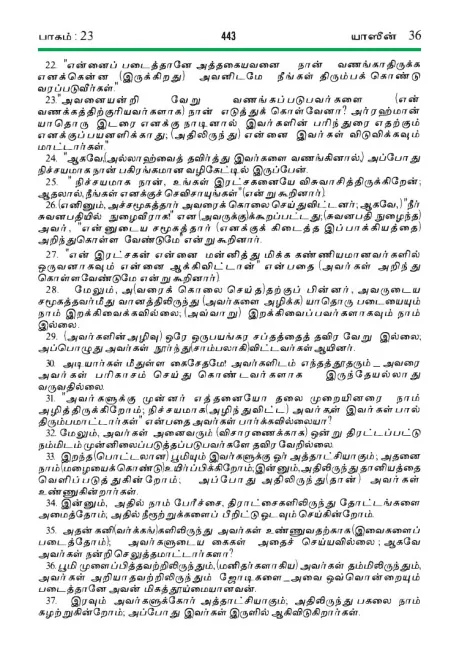 பாகம் : 23 443 யாஸீன் 36
22. "என்னைப் படைத்தானே அத்தகையவனை நான் வணங்காதிருக்க
எனக்கென்ன (இருக்கிறது) அவனிடமே நீங்கள் திரும்பக் கொண்டு
வரப்படுவீர்கள்."
23."அவனையன்றி வேறு வணங்கப்படுபவர்களை (என்
வணக்கத்திற்குரியவர்களாக) நான் எடுத்துக் கொள்வேனா? அர்ரஹ்மான்
யாதொரு இடரை எனக்கு நாடினால் இவர்களின் பரிந்துரை எதற்கும்
எனக்குப்பயனளிக்காது; (அதிலிருந்து) என்னை இவர்கள் விடுவிக்கவும்
மாட்டார்கள்."
24. "ஆகவே,(அல்லாஹ்வைத் தவிர்த்து இவர்களை வணங்கினால்,) அப்போது
நிச்சயமாக நான் பகிரங்கமான வழிகேட்டில் இருப்பேன்.
25. " நிச்சயமாக நான், உங்கள் இரட்சகனையே விசுவாசித்திருக்கிறேன்;
ஆதலால், நீங்கள் எனக்குச் செவிசாயுங்கள்" (என்று கூறினார்).
26.(எனினும், அச்சமூகத்தார் அவரைக் கொலை செய்துவிட்டனர்; ஆகவே,) "நீர்
சுவனபதியில் நுழைவீராக!" என (அவருக்கு)க்கூறப்பட்டது;(சுவனபதி நுழைந்த)
அவர், "என்னுடைய சமூகத்தார் (எனக்குக் கிடைத்த இப்பாக்கியத்தை)
அறிந்துகொள்ள வேண்டுமே" என்று கூறினார்.
27. "என் இரட்சகன் என்னை மன்னித்து மிக்க கண்ணியமானவர்களில்
ஒருவனாகவும் என்னை ஆக்கிவிட்டான்" என்பதை (அவர்கள் அறிந்து
கொள்ளவேண்டுமே என்று கூறினார்.)
28. மேலும், அ(வரைக் கொலை செய்த)தற்குப் பின்னர், அவருடைய
சமூகத்தவர்மீது வானத்திலிருந்து (அவர்களை அழிக்க) யாதொரு படையையும்
நாம் இறக்கிவைக்கவில்லை; (அவ்வாறு) இறக்கிவைப்பவர்களாகவும் நாம்
இல்லை.
29. (அவர்களின்அழிவு) ஒரே ஒருபயங்கர சப்தத்தைத் தவிர வேறு இல்லை;
அப்பொழுது அவர்கள் நூர்ந்து(சாம்பலாகி)விட்டவர்கள்ஆயினர்.
30. அடியார்கள் மீதுள்ள கைசேதமே! அவர்களிடம் எந்தத்தூதரும் _ அவரை
அவர்கள் பரிகாசம் செய்து கொண்டவர்களாக இருந்தேயல்லாது
வருவதில்லை.
31. "அவர்களுக்கு முன்னர் எத்தனையோ தலை முறையினரை நாம்
அழித்திருக்கிறோம்; நிச்சயமாக(அழிந்துவிட்ட) அவர்கள் இவர்கள்பால்
திரும்பமாட்டார்கள்" என்பதை அவர்கள் பார்க்கவில்லையா?
32. மேலும், அவர்கள் அனைவரும் (விசாரணைக்காக) ஒன்று திரட்டப்பட்டு
நம்மிடம் முன்னிலைப்படுத்தப்படுபவர்களே தவிர வேறில்லை.
33. இறந்த(பொட்டலான) பூமியும் இவர்களுக்கு ஓர் அத்தாட்சியாகும்; அதனை
நாம்(மழையைக்கொண்டு)உயிர்ப்பிக்கிறோம்;இன்னும்,அதிலிருந்து தானியத்தை
வெளிப்படுத்துகின்றோம்; அப்போது அதிலிருந்து(தான்) அவர்கள்
உண்ணுகின்றார்கள்.
34. இன்னும், அதில் நாம் பேரீச்சை, திராட்சைகளிலிருந்து தோட்டங்களை
அமைத்தோம், அதில் நீரூற்றுக்களைப் பீறிட்டு ஓடவும் செய்கின்றோம்.
35. அதன் கனி(வர்க்கங்)களிலிருந்து அவர்கள் உண்ணுவதற்காக (இவைகளைப்
படைத்தோம்); அவர்களுடைய கைகள் அதைச் செய்யவில்லை; ஆகவே
அவர்கள் நன்றி செலுத்தமாட்டார்களா?
36. பூமி முளைப்பித்தவற்றிலிருந்தும், (மனிதர்களாகிய) அவர்கள் தம்மிலிருந்தும்,
அவர்கள் அறியாதவற்றிலிருந்தும் ஜோடிகளை _ அவை ஒவ்வொன்றையும்
படைத்தானே அவன் மிகத்தூய்மையானவன்.
37. இரவும் அவர்களுக்கோர் அத்தாட்சியாகும், அதிலிருந்து பகலை நாம்
கழற்றுகின்றோம்; அப்போது இவர்கள் இருளில் ஆகிவிடுகிறார்கள்.